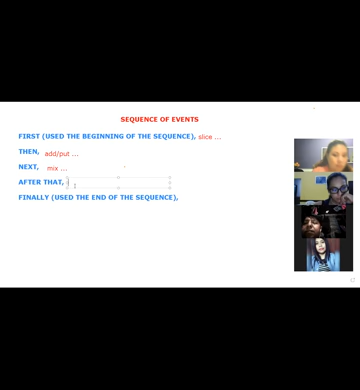 SEQUENCE OF EVENTS
FIRST (USED THE BEGINNING OF THE SEQUENCE), slice ...
THEN, add/put ...
NEXT, mix ...
AFTER THAT,
FINALLY (USED THE END OF THE SEQUENCE),